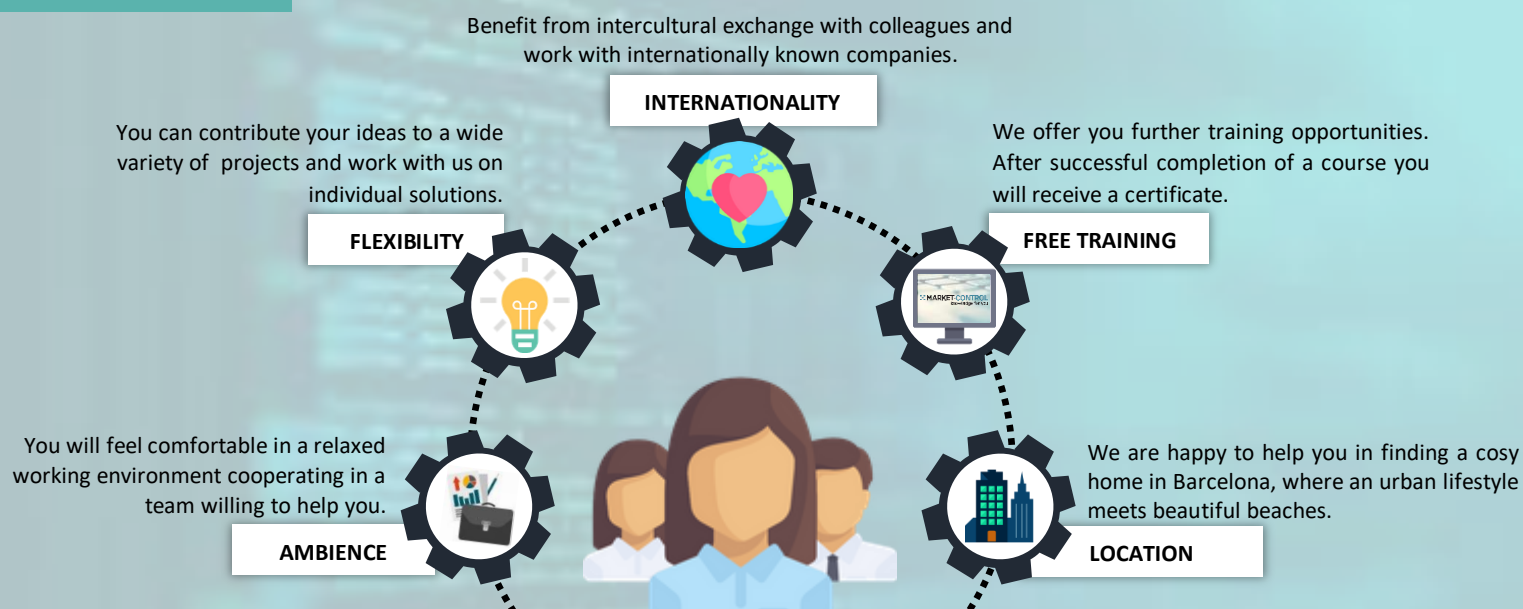 Benefit from intercultural exchange with colleagues and
work with internationally known companies.
INTERNATIONALITY
You can contribute your ideas to a wide
variety of projects and work with us on
individual solutions.
FLEXIBILITY
We offer you further training opportunities.
After successful completion of a course you
will receive a certificate.
FREE TRAINING
MARKET-CONTROL
knowledge for you
You will feel comfortable in a relaxed
working environment cooperating in a
team willing to help you.
AMBIENCE
We are happy to help you in finding a cosy
home in Barcelona, where an urban lifestyle
meets beautiful beaches.
LOCATION